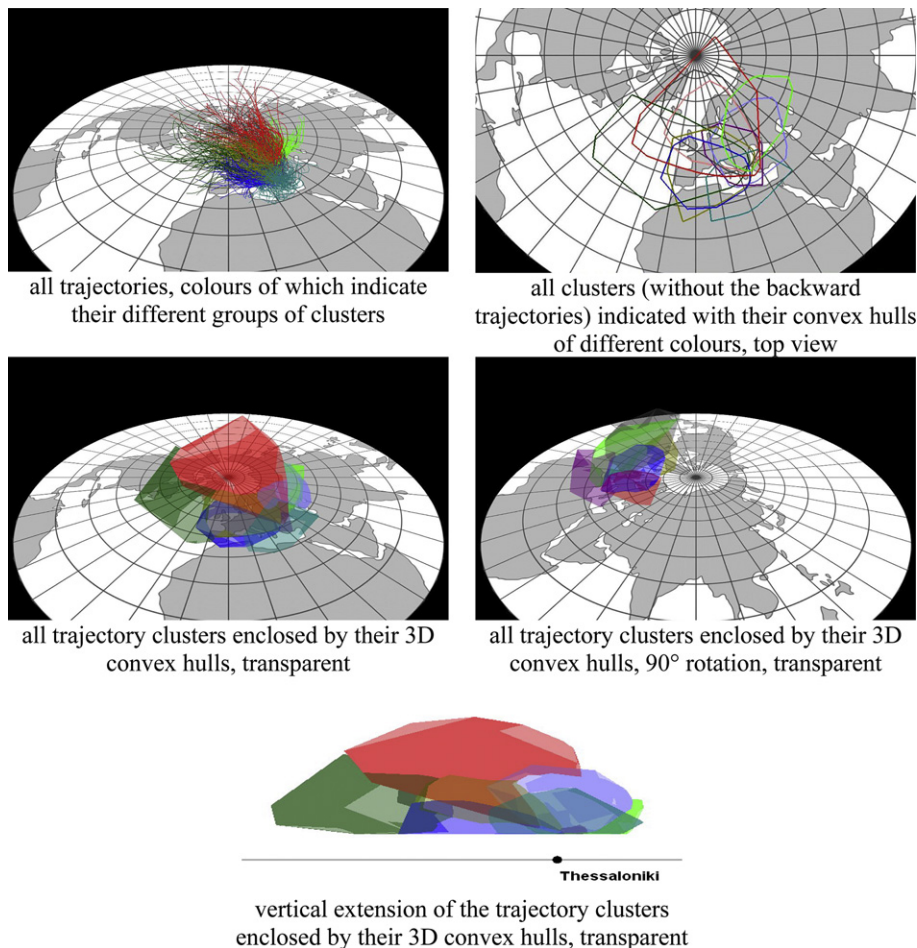 all trajectories, colours of which indicate
their different groups of clusters
all clusters (without the backward
trajectories) indicated with their convex hulls
of different colours, top view
all trajectory clusters enclosed by their 3D
convex hulls, transparent
all trajectory clusters enclosed by their 3D
convex hulls, 90° rotation, transparent
Thessaloniki
vertical extension of the trajectory clusters
enclosed by their 3D convex hulls, transparent